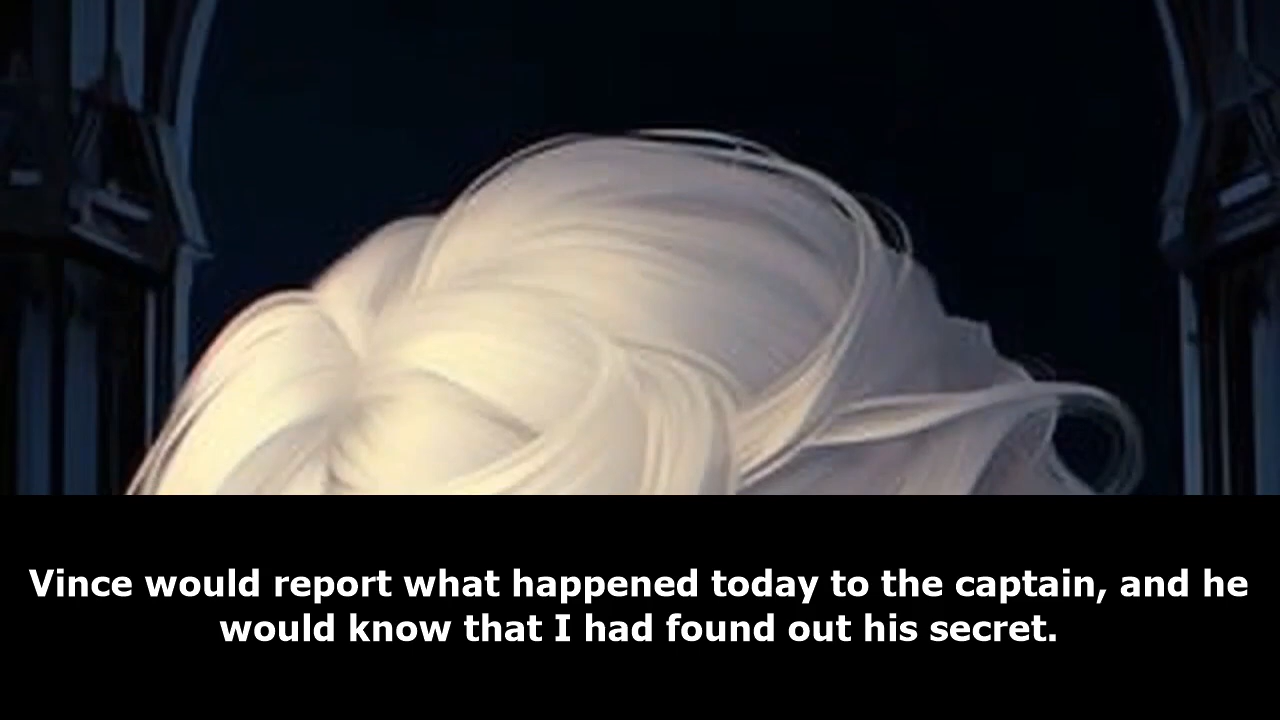 Vince would report what happened today to the captain, and he
would know that I had found out his secret.